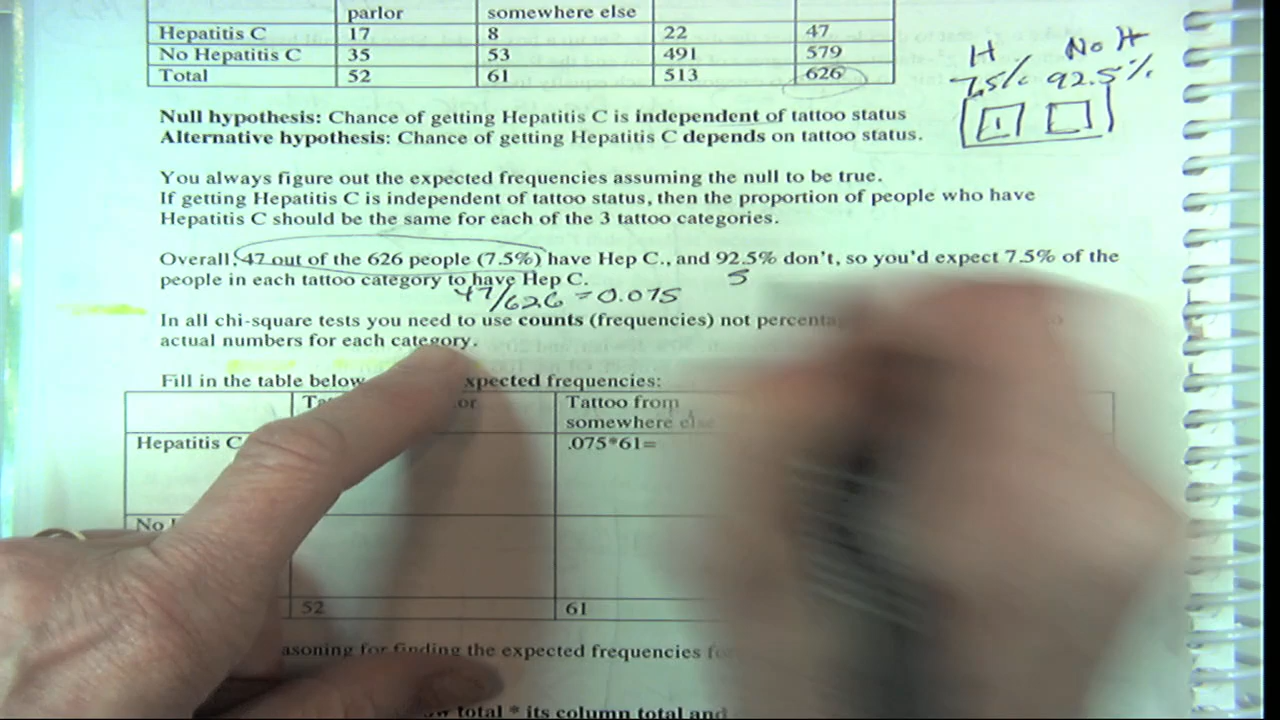 parlor somewhere else
Hepatitis C 17 8 22 47
No Hepatitis C 35 53 491 579
Total 52 61 513 626
H No H
7.5% 92.5%
1
Null hypothesis: Chance of getting Hepatitis C is independent of tattoo status
Alternative hypothesis: Chance of getting Hepatitis C depends on tattoo status.
You always figure out the expected frequencies assuming the null to be true.
If getting Hepatitis C is independent of tattoo status, then the proportion of people who have
Hepatitis C should be the same for each of the 3 tattoo categories.
Overall, 47 out of the 626 people (7.5%) have Hep C., and 92.5% don't, so you'd expect 7.5% of the
people in each tattoo category to have Hep C.
47/626 = 0.075
In all chi-square tests you need to use counts (frequencies) not
actual numbers for each category.
Fill in the table below frequencies:
Tattoo from
somewhere else
Hepatitis C .075*61=
52 61
for finding the expected frequencies
total * its column total and